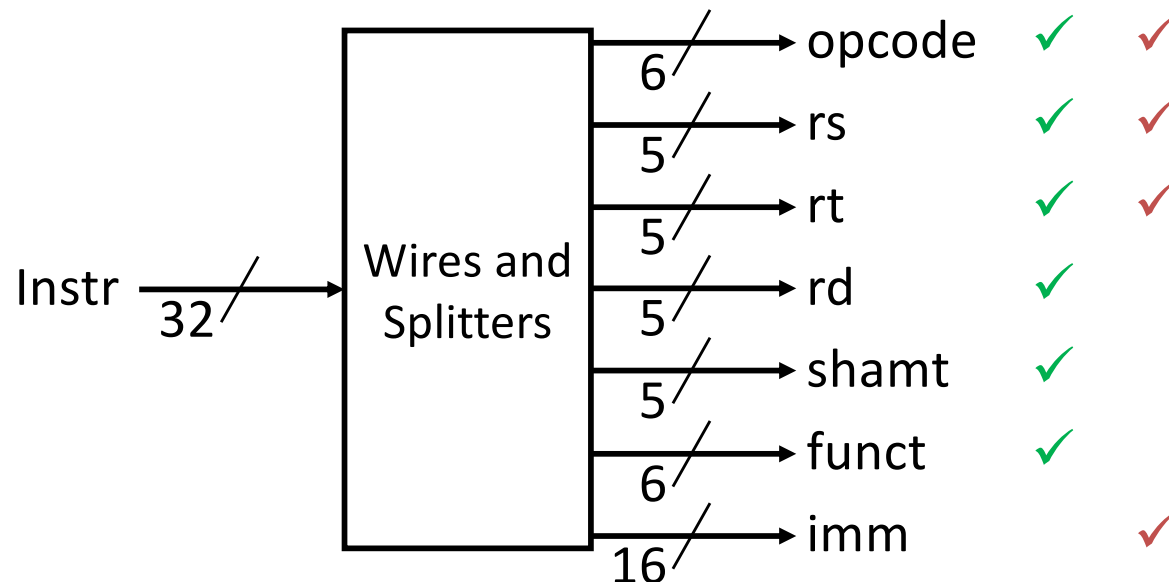 opcode
6
rs
5
rt
5
Wires and
Splitters
Instr
32
rd
5
shamt
5
funct
6
imm
16